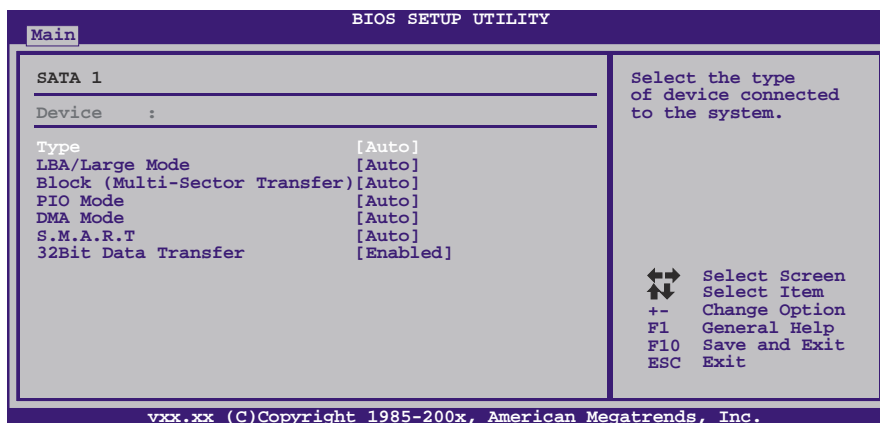 BIOS SETUP UTILITY
Main
SATA 1
Device :
Type [Auto]
LBA/Large Mode [Auto]
Block (Multi-Sector Transfer)[Auto]
PIO Mode [Auto]
DMA Mode [Auto]
S.M.A.R.T [Auto]
32Bit Data Transfer [Enabled]
Select the type
of device connected
to the system.
Select Screen
Select Item
+- Change Option
F1 General Help
F10 Save and Exit
ESC Exit
vxx.xx (C)Copyright 1985-200x, American Megatrends, Inc.